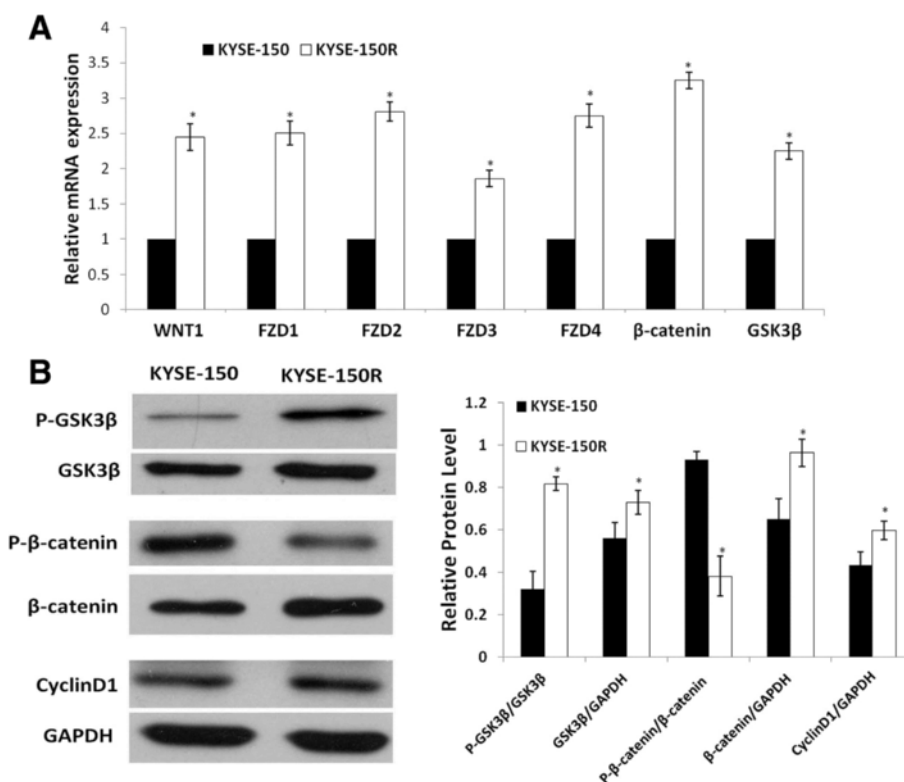 A
KYSE-150 KYSE-150R
Relative mRNA expression
4
3.5
3
2.5
2
1.5
1
0.5
0
* * * * * * *
WNT1 FZD1 FZD2 FZD3 FZD4 β-catenin GSK3β
B
KYSE-150 KYSE-150R
P-GSK3β
GSK3β
P-β-catenin
β-catenin
CyclinD1
GAPDH
Relative Protein Level
1.2
1
0.8
0.6
0.4
0.2
0
KYSE-150
KYSE-150R
* * * * *
P-GSK3β/GSK3β
GSK3β/GAPDH
P-β-catenin/β-catenin
β-catenin/GAPDH
CyclinD1/GAPDH